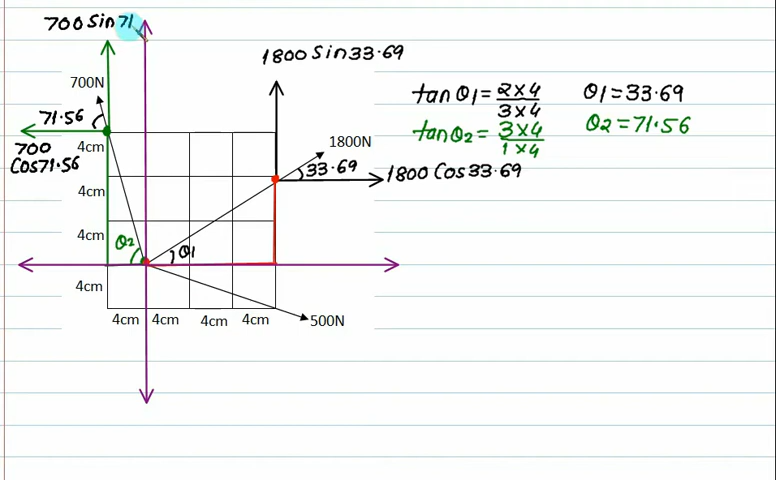 700 Sin 71
1800 Sin 33.69
700N
tan θ1 = 2×4
3×4
θ1 = 33.69
71.56
tan θ2 = 3×4
1×4
θ2 = 71.56
700
Cos 71.56
4cm
1800N
33.69
1800 Cos 33.69
4cm
4cm
θ2
θ1
4cm
4cm 4cm 4cm 4cm
500N